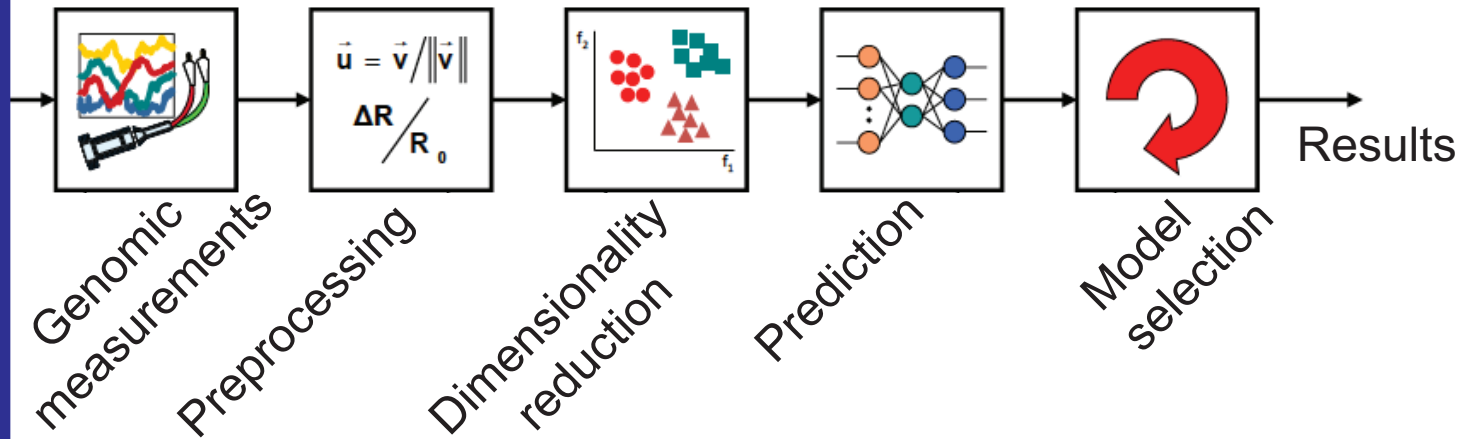 u⃗ = v⃗ / ||v⃗||
ΔR / R₀
f₂
f₁
Genomic
measurements
Preprocessing
Dimensionality
reduction
Prediction
Model
selection
Results